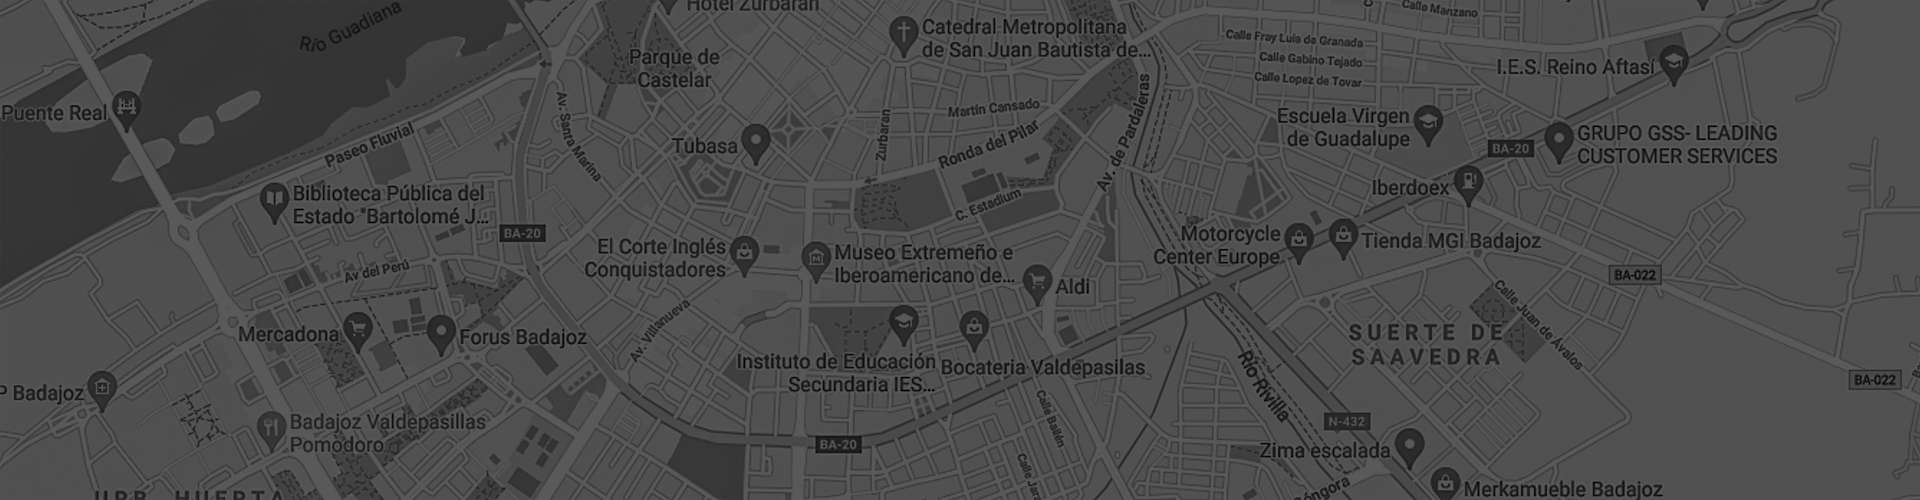 Hotel Zurbarán
Calle Manzano
Río Guadiana
Catedral Metropolitana
de San Juan Bautista de...
Calle Fray Luis de Granada
Calle Gabino Tejado
Calle Lopez de Tovar
Parque de
Castelar
I.E.S. Reino Aftasí
Puente Real
Av. Santa Marina
Martín Cansado
Av. de Pardaleras
Escuela Virgen
de Guadalupe
GRUPO GSS- LEADING
CUSTOMER SERVICES
BA-20
Paseo Fluvial
Tubasa
Zurbaran
Ronda del Pilar
Iberdoex
Biblioteca Pública del
Estado "Bartolomé J...
C. Estadium
BA-20
El Corte Inglés
Conquistadores
Museo Extremeño e
Iberoamericano de...
Motorcycle
Center Europe
Tienda MGI Badajoz
Av del Perú
Aldi
BA-022
Calle Juan de Avalos
Mercadona
Forus Badajoz
Av. Villanueva
SUERTE DE
SAAVEDRA
Instituto de Educación
Secundaria IES...
Bocateria Valdepasilas
Río Rivilla
P Badajoz
BA-022
Badajoz Valdepasillas
Pomodoro
Calle Bailén
N-432
BA-20
Zima escalada
Merkamueble Badajoz